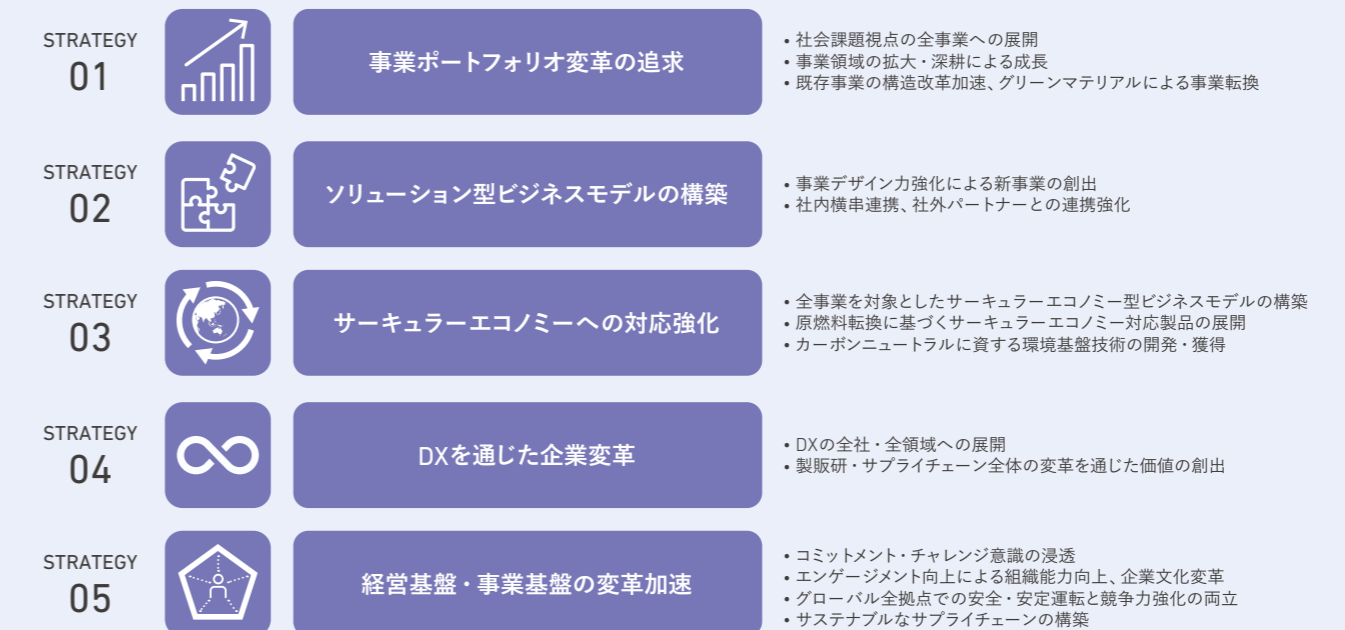 STRATEGY
01
事業ポートフォリオ変革の追求
• 社会課題視点の全事業への展開
• 事業領域の拡大・深耕による成長
• 既存事業の構造改革加速、グリーンマテリアルによる事業転換
STRATEGY
02
ソリューション型ビジネスモデルの構築
• 事業デザイン力強化による新事業の創出
• 社内横串連携、社外パートナーとの連携強化
STRATEGY
03
サーキュラーエコノミーへの対応強化
• 全事業を対象としたサーキュラーエコノミー型ビジネスモデルの構築
• 原燃料転換に基づくサーキュラーエコノミー対応製品の展開
• カーボンニュートラルに資する環境基盤技術の開発・獲得
STRATEGY
04
DXを通じた企業変革
• DXの全社・全領域への展開
• 製販研・サプライチェーン全体の変革を通じた価値の創出
STRATEGY
05
経営基盤・事業基盤の変革加速
• コミットメント・チャレンジ意識の浸透
• エンゲージメント向上による組織能力向上、企業文化変革
• グローバル全拠点での安全・安定運転と競争力強化の両立
• サステナブルなサプライチェーンの構築